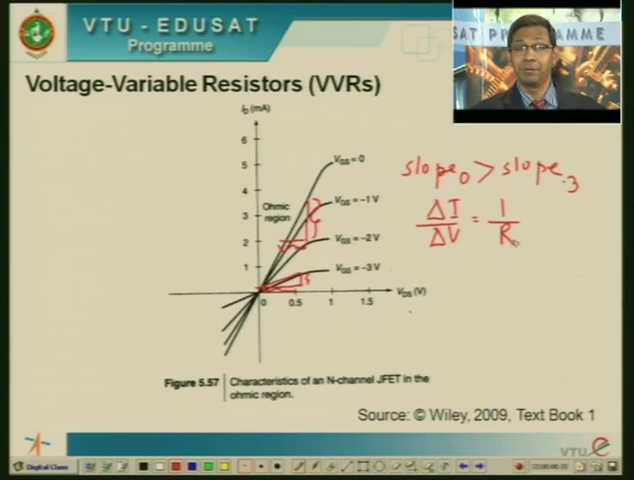 VTU - EDUSAT
Programme
SAT PROGRAMME
Voltage-Variable Resistors (VVRs)
I_D (mA)
6
5
4
3
2
1
V_GS = 0
V_GS = -1 V
V_GS = -2 V
V_GS = -3 V
Ohmic
region
0
0.5
1
1.5
V_DS (V)
slope_0 > slope_-3
ΔI/ΔV = 1/R
Figure 5.57
Characteristics of an N-channel JFET in the
ohmic region.
Source: © Wiley, 2009, Text Book 1
VTU e
Digital Class